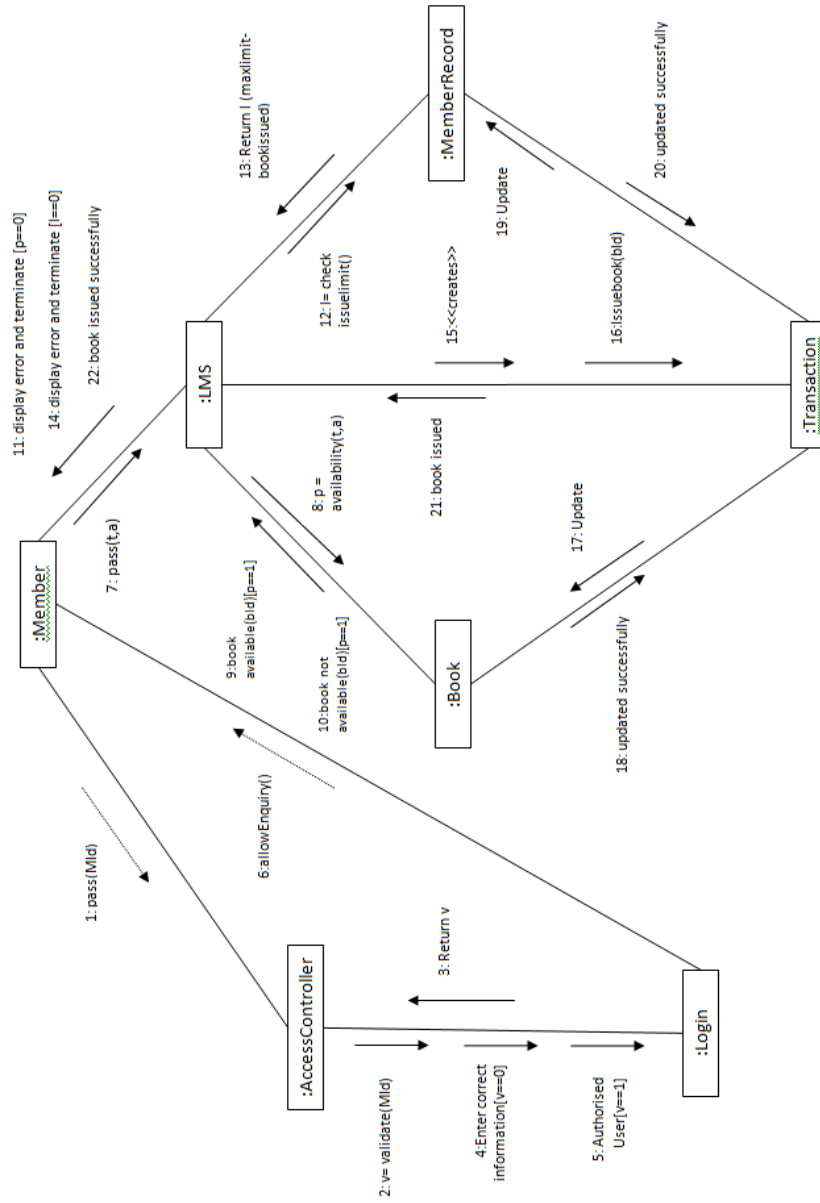 11: display error and terminate [p==0]
14: display error and terminate [l==0]
22: book issued successfully
:Member
7: pass(t,a)
1: pass(MId)
:LMS
13: Return l (maxlimit-
bookissued)
12: l= check
issuelimit()
:MemberRecord
9:book
available(bId)[p==1]
10:book not
available(bId)[p==1]
8: p =
availability(t,a)
6:allowEnquiry()
:AccessController
:Book
15:<<creates>>
16:Issuebook(bId)
21: book issued
19: Update
20: updated successfully
17: Update
18: updated successfully
3: Return v
2: v= validate(MId)
4:Enter correct
information[v==0]
5: Authorised
User[v==1]
:Login
:Transaction